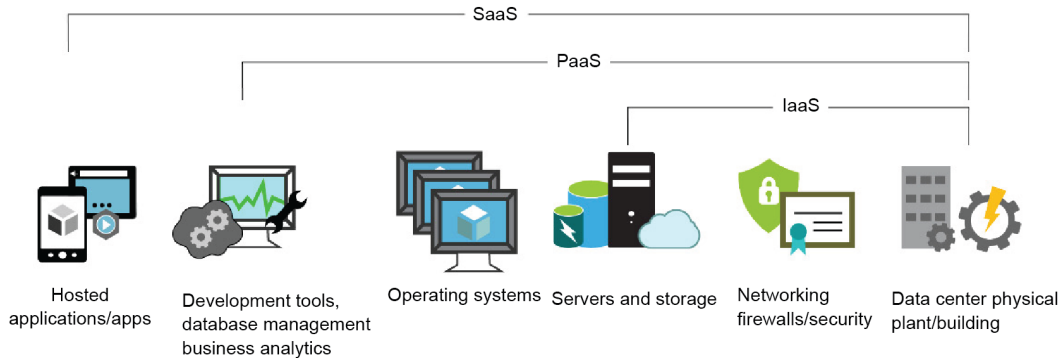 SaaS
PaaS
IaaS
Hosted
applications/apps
Development tools,
database management
business analytics
Operating systems
Servers and storage
Networking
firewalls/security
Data center physical
plant/building